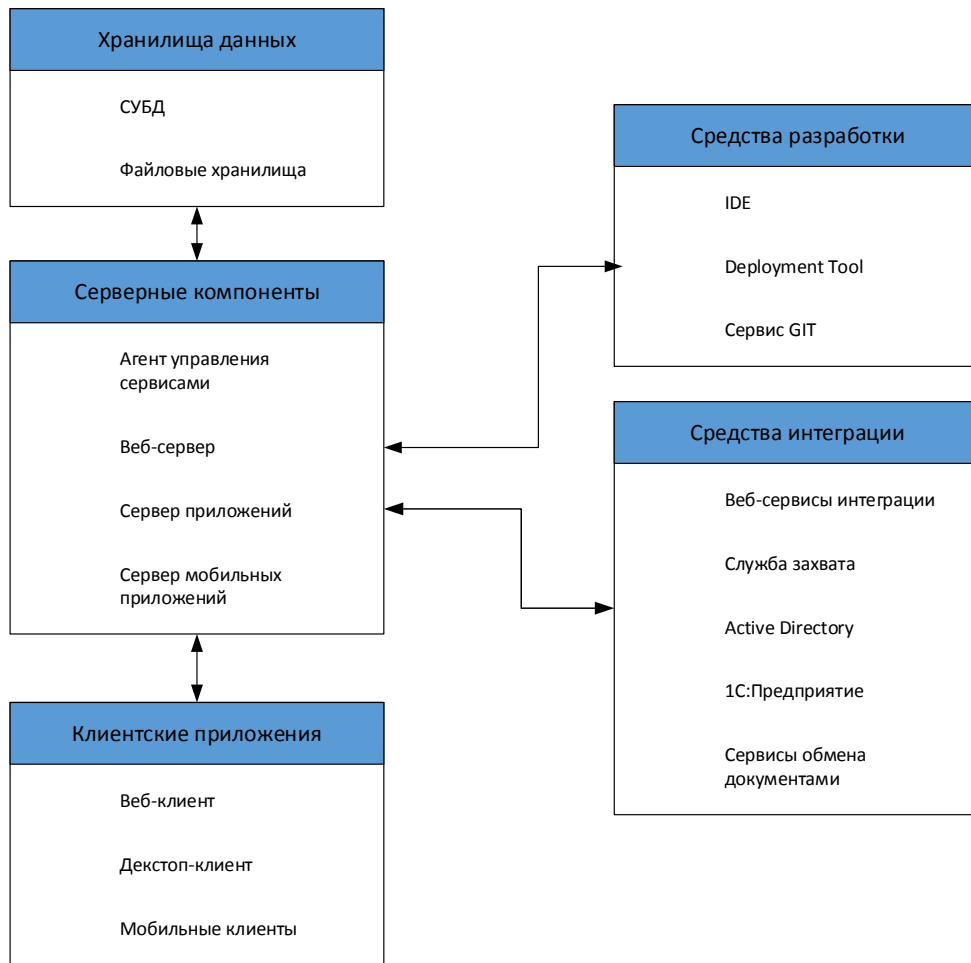 Хранилища данных
СУБД
Файловые хранилища
Серверные компоненты
Агент управления
сервисами
Веб-сервер
Сервер приложений
Сервер мобильных
приложений
Клиентские приложения
Веб-клиент
Декстоп-клиент
Мобильные клиенты
Средства разработки
IDE
Deployment Tool
Сервис GIT
Средства интеграции
Веб-сервисы интеграции
Служба захвата
Active Directory
1С:Предприятие
Сервисы обмена
документами